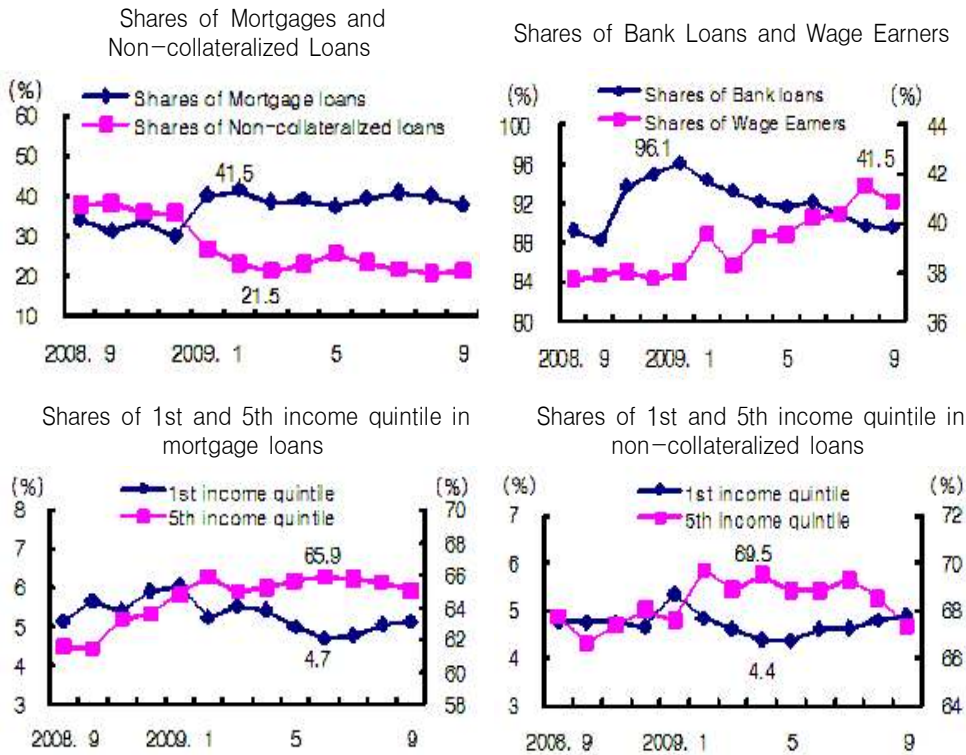 Shares of Mortgages and
Non-collateralized Loans
(%)
Shares of Mortgage loans
Shares of Non-collateralized loans
60
50
40
30
20
10
41.5
21.5
2008. 9 2009. 1 5 9
Shares of Bank Loans and Wage Earners
(%) (%)
Shares of Bank loans
Shares of Wage Earners
100
96
92
88
84
80
96.1
41.5
44
42
40
38
36
2008. 9 2009. 1 5 9
Shares of 1st and 5th income quintile in
mortgage loans
(%) (%)
1st income quintile
5th income quintile
8
7
6
5
4
3
65.9
4.7
70
68
66
64
62
60
58
2008. 9 2009. 1 5 9
Shares of 1st and 5th income quintile in
non-collateralized loans
(%) (%)
1st income quintile
5th income quintile
7
6
5
4
3
69.5
4.4
72
70
68
66
64
2008. 9 2009. 1 5 9